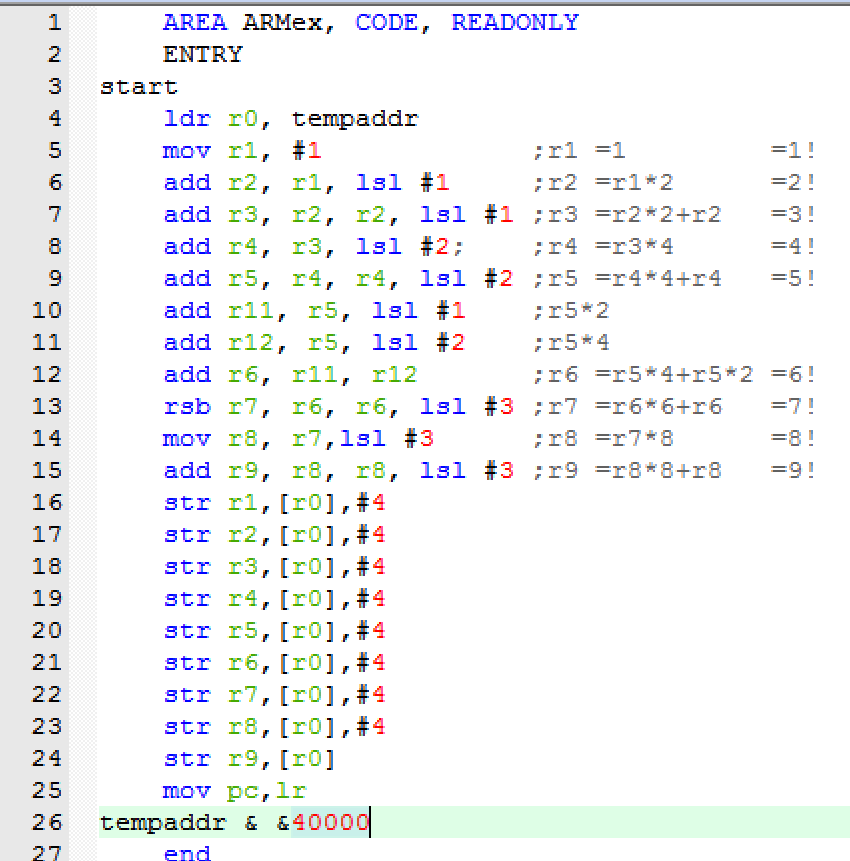 1 AREA ARMex, CODE, READONLY
2 ENTRY
3 start
4 ldr r0, tempaddr
5 mov r1, #1 ;r1 =1 =1!
6 add r2, r1, lsl #1 ;r2 =r1*2 =2!
7 add r3, r2, r2, lsl #1 ;r3 =r2*2+r2 =3!
8 add r4, r3, lsl #2; ;r4 =r3*4 =4!
9 add r5, r4, r4, lsl #2 ;r5 =r4*4+r4 =5!
10 add r11, r5, lsl #1 ;r5*2
11 add r12, r5, lsl #2 ;r5*4
12 add r6, r11, r12 ;r6 =r5*4+r5*2 =6!
13 rsb r7, r6, r6, lsl #3 ;r7 =r6*6+r6 =7!
14 mov r8, r7,lsl #3 ;r8 =r7*8 =8!
15 add r9, r8, r8, lsl #3 ;r9 =r8*8+r8 =9!
16 str r1,[r0],#4
17 str r2,[r0],#4
18 str r3,[r0],#4
19 str r4,[r0],#4
20 str r5,[r0],#4
21 str r6,[r0],#4
22 str r7,[r0],#4
23 str r8,[r0],#4
24 str r9,[r0]
25 mov pc,lr
26 tempaddr & &40000
27 end